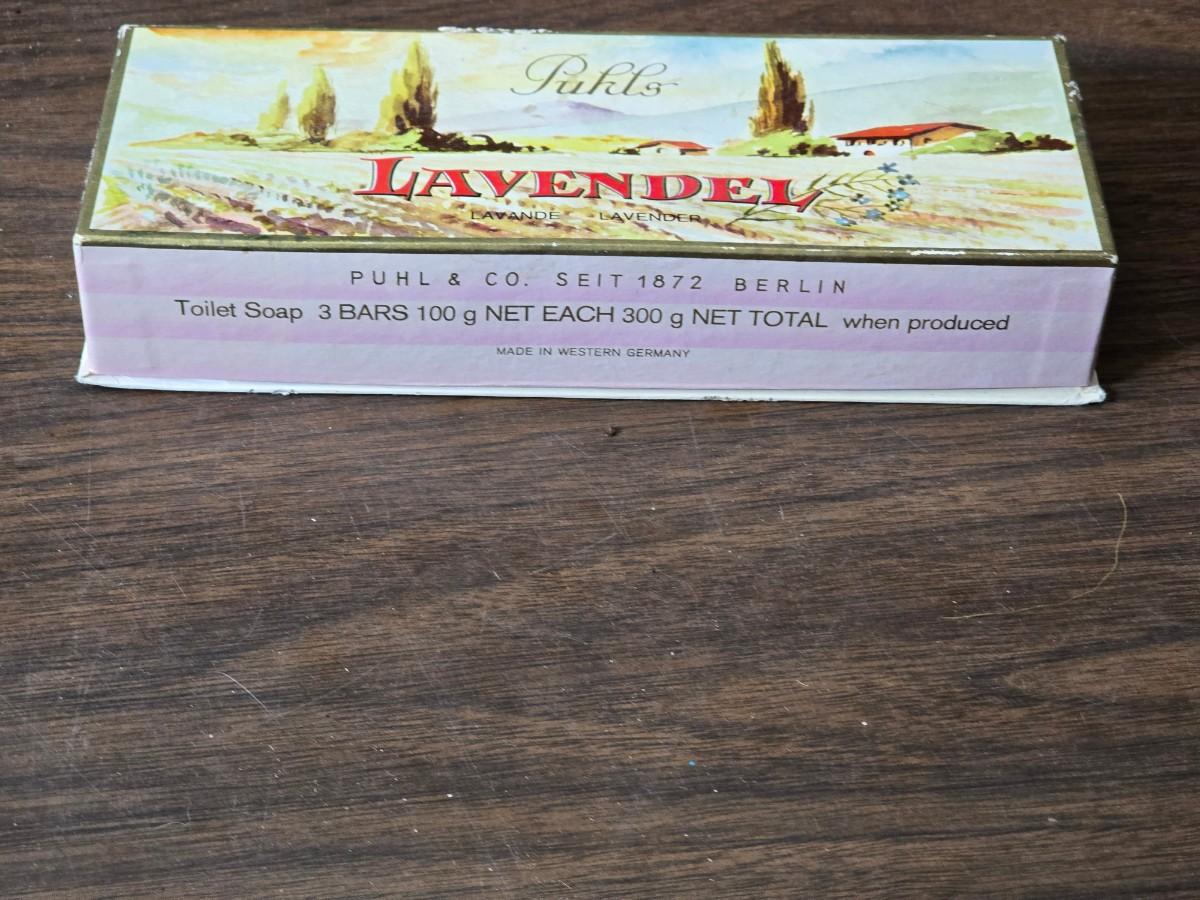 Puhls
LAVENDEL
LAVANDE LAVENDER
PUHL & CO. SEIT 1872 BERLIN
Toilet Soap 3 BARS 100 g NET EACH 300 g NET TOTAL when produced
MADE IN WESTERN GERMANY